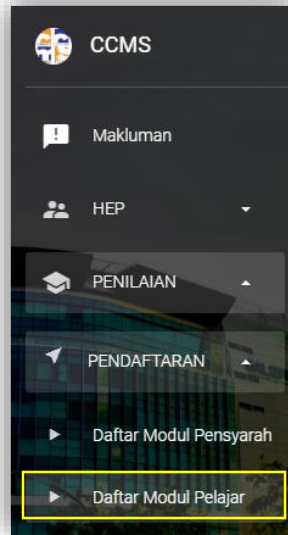 CCMS
Makluman
HEP
PENILAIAN
PENDAFTARAN
Daftar Modul Pensyarah
Daftar Modul Pelajar